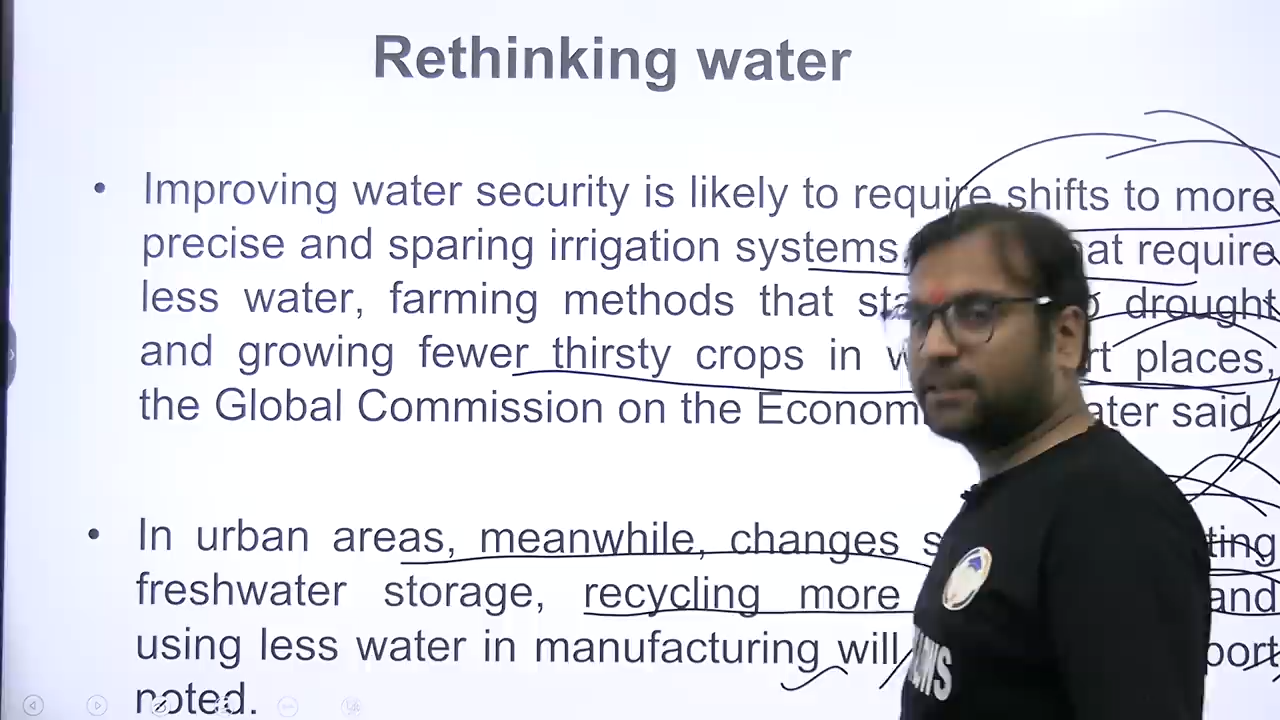 Rethinking water
• Improving water security is likely to require shifts to more
precise and sparing irrigation systems, at require
less water, farming methods that drought
and growing fewer thirsty crops in places,
the Global Commission on the Econom ater said.
• In urban areas, meanwhile, changes ting
freshwater storage, recycling more and
using less water in manufacturing will port
noted.